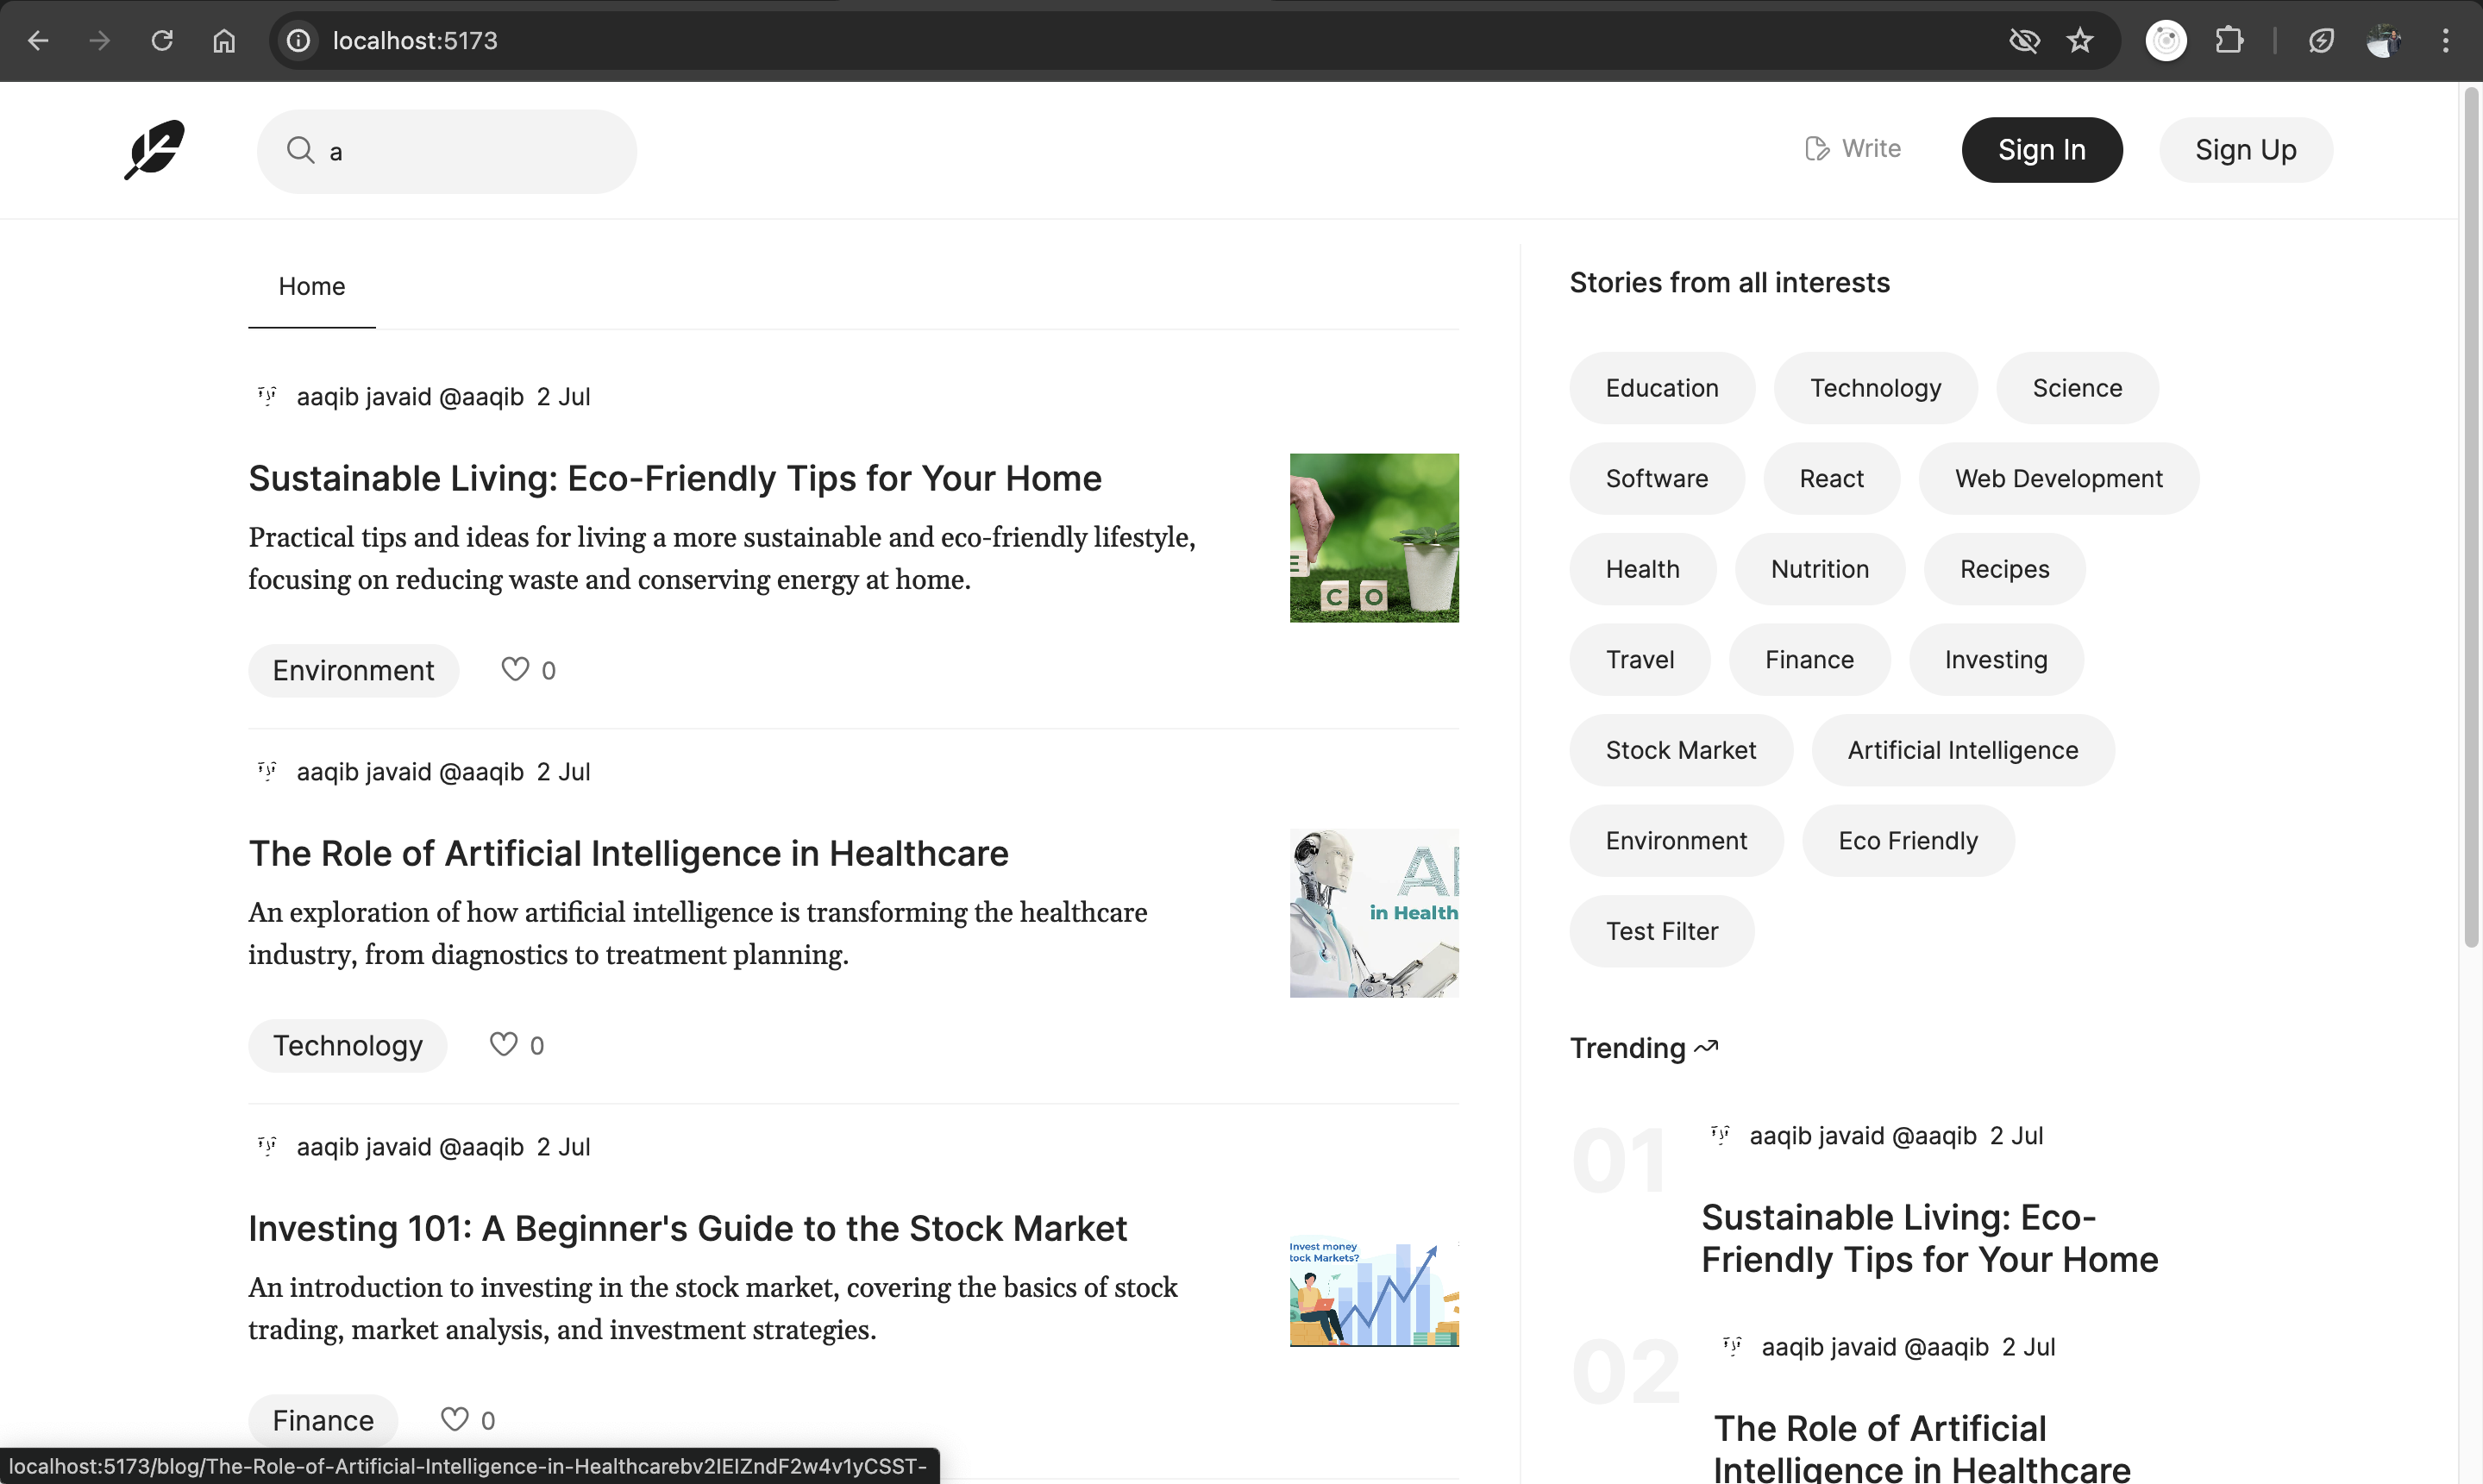 localhost:5173
a
Write
Sign In
Sign Up
Home
aaqib javaid @aaqib 2 Jul
Sustainable Living: Eco-Friendly Tips for Your Home
Practical tips and ideas for living a more sustainable and eco-friendly lifestyle,
focusing on reducing waste and conserving energy at home.
E
C O
Environment
0
aaqib javaid @aaqib 2 Jul
The Role of Artificial Intelligence in Healthcare
An exploration of how artificial intelligence is transforming the healthcare
industry, from diagnostics to treatment planning.
AI
in Health
Technology
0
aaqib javaid @aaqib 2 Jul
Investing 101: A Beginner's Guide to the Stock Market
An introduction to investing in the stock market, covering the basics of stock
trading, market analysis, and investment strategies.
Invest money
tock Markets?
Finance
0
Stories from all interests
Education
Technology
Science
Software
React
Web Development
Health
Nutrition
Recipes
Travel
Finance
Investing
Stock Market
Artificial Intelligence
Environment
Eco Friendly
Test Filter
Trending
01
aaqib javaid @aaqib 2 Jul
Sustainable Living: Eco-
Friendly Tips for Your Home
02
aaqib javaid @aaqib 2 Jul
The Role of Artificial
Intelligence in Healthcare
localhost:5173/blog/The-Role-of-Artificial-Intelligence-in-Healthcarebv2IEIZndF2w4v1yCSST-